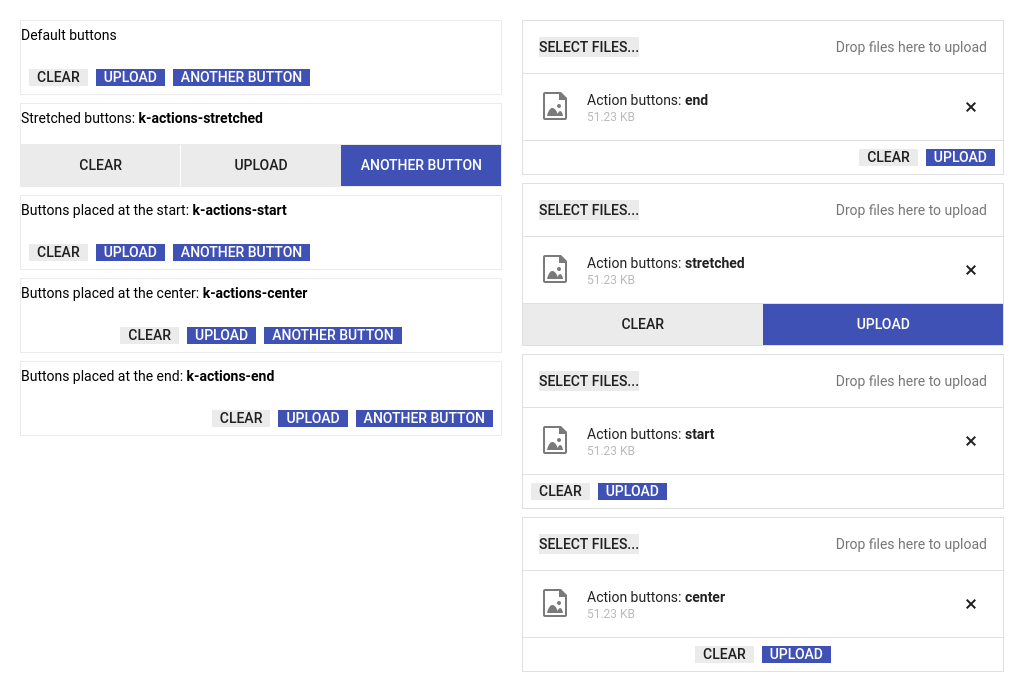 Default buttons
CLEAR UPLOAD ANOTHER BUTTON
Stretched buttons: k-actions-stretched
CLEAR UPLOAD ANOTHER BUTTON
Buttons placed at the start: k-actions-start
CLEAR UPLOAD ANOTHER BUTTON
Buttons placed at the center: k-actions-center
CLEAR UPLOAD ANOTHER BUTTON
Buttons placed at the end: k-actions-end
CLEAR UPLOAD ANOTHER BUTTON
SELECT FILES... Drop files here to upload
Action buttons: end
51.23 KB
CLEAR UPLOAD
SELECT FILES... Drop files here to upload
Action buttons: stretched
51.23 KB
CLEAR UPLOAD
SELECT FILES... Drop files here to upload
Action buttons: start
51.23 KB
CLEAR UPLOAD
SELECT FILES... Drop files here to upload
Action buttons: center
51.23 KB
CLEAR UPLOAD